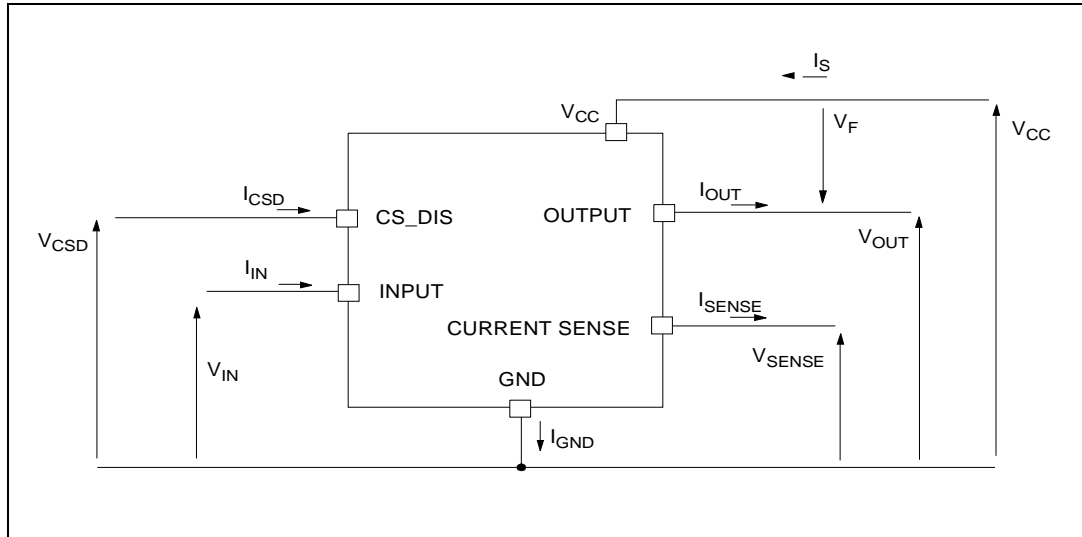 I_S
V_CC
V_F
V_CC
I_CSD
I_OUT
CS_DIS
OUTPUT
V_CSD
V_OUT
I_IN
INPUT
I_SENSE
CURRENT SENSE
V_IN
V_SENSE
GND
I_GND